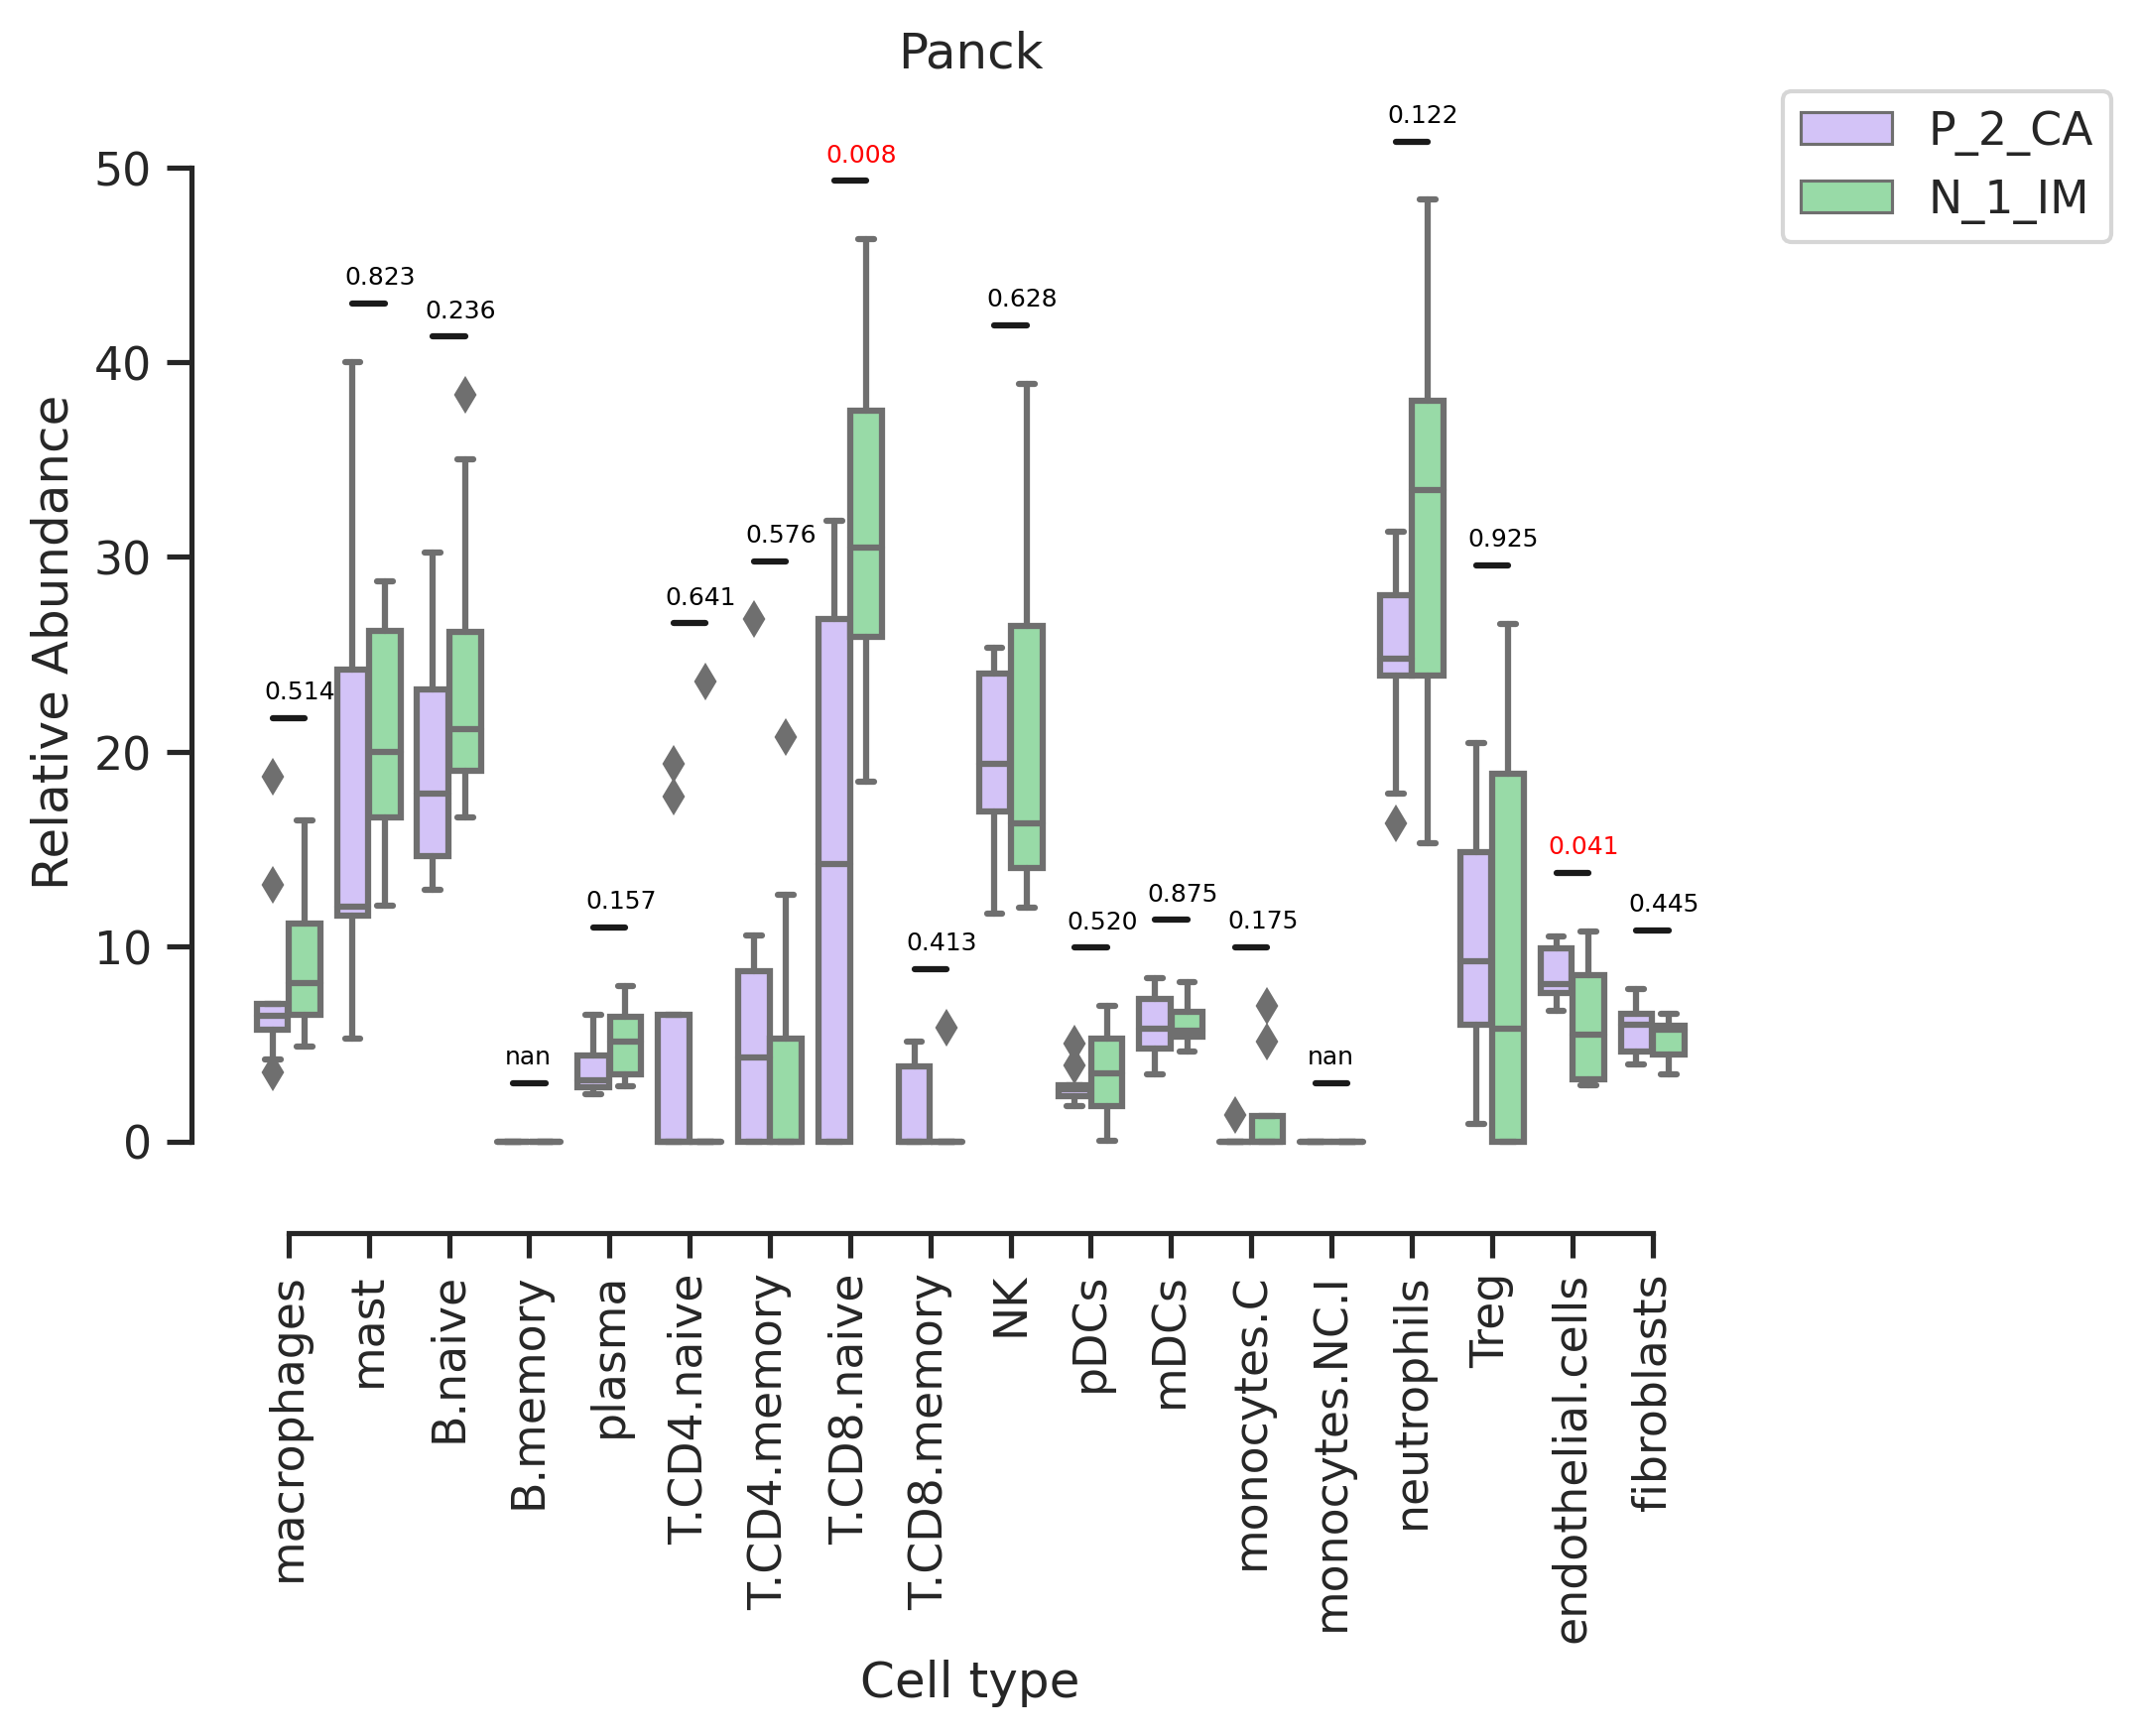 Panck
P_2_CA
N_1_IM
Relative Abundance
50
40
30
20
10
0
0.514
0.823
0.236
nan
0.157
0.641
0.576
0.008
0.413
0.628
0.520
0.875
0.175
nan
0.122
0.925
0.041
0.445
macrophages
mast
B.naive
B.memory
plasma
T.CD4.naive
T.CD4.memory
T.CD8.naive
T.CD8.memory
NK
pDCs
mDCs
monocytes.C
monocytes.NC.I
neutrophils
Treg
endothelial.cells
fibroblasts
Cell type